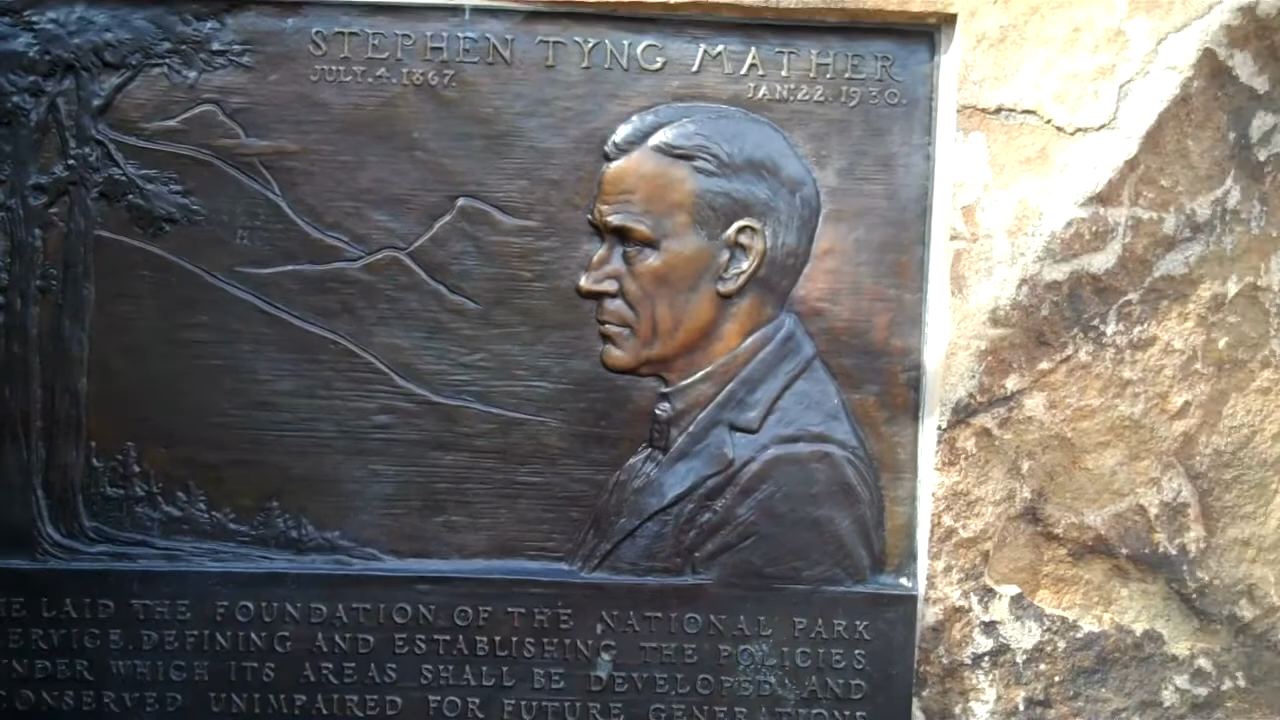 STEPHEN TYNG MATHER
JULY.4.1867.
JAN.22.1930.
HE LAID THE FOUNDATION OF THE NATIONAL PARK
SERVICE. DEFINING AND ESTABLISHING THE POLICIES
UNDER WHICH ITS AREAS SHALL BE DEVELOPED AND
CONSERVED UNIMPAIRED FOR FUTURE GENERATIONS